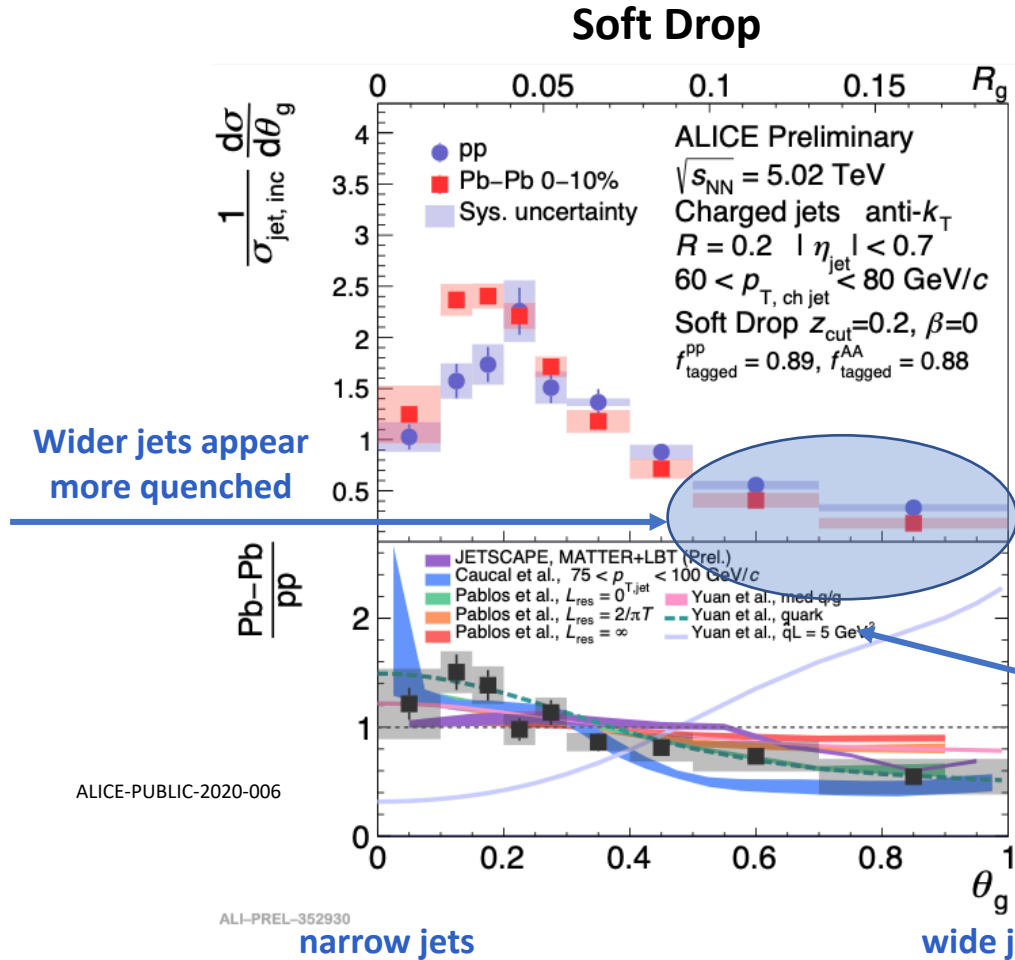 Soft Drop
0 0.05 0.1 0.15 R_g
1/σ_jet, inc dσ/dθ_g
4
3.5
3
2.5
2
1.5
1
0.5
pp
Pb–Pb 0–10%
Sys. uncertainty
ALICE Preliminary
√s_NN = 5.02 TeV
Charged jets anti-k_T
R = 0.2 | η_jet | < 0.7
60 < p_T, ch jet < 80 GeV/c
Soft Drop z_cut=0.2, β=0
f^pp_tagged = 0.89, f^AA_tagged = 0.88
Wider jets appear
more quenched
Pb–Pb/pp
2
1
0
JETSCAPE, MATTER+LBT (Prel.)
Caucal et al., 75 < p_T,jet < 100 GeV/c
Pablos et al., L_res = 0
Pablos et al., L_res = 2/πT
Pablos et al., L_res = ∞
Yuan et al., med q/g
Yuan et al., quark
Yuan et al., q̂L = 5 GeV²
ALICE-PUBLIC-2020-006
0 0.2 0.4 0.6 0.8 1
θ_g
ALI–PREL–352930
narrow jets
wide j